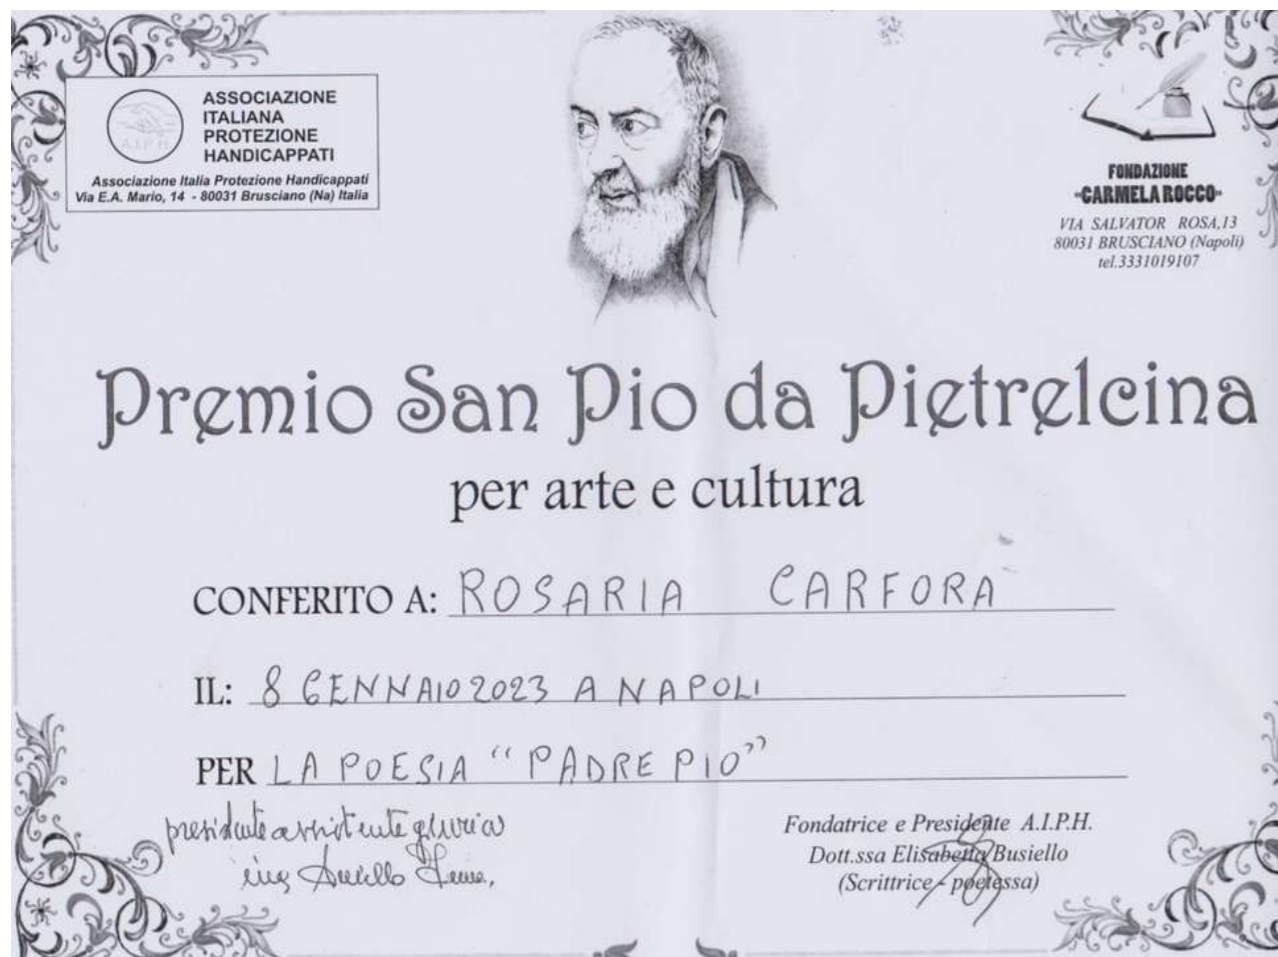 ASSOCIAZIONE
ITALIANA
PROTEZIONE
HANDICAPPATI
A.I.P.H.
Associazione Italia Protezione Handicappati
Via E.A. Mario, 14 - 80031 Brusciano (Na) Italia
FONDAZIONE
"CARMELA ROCCO"
VIA SALVATOR ROSA,13
80031 BRUSCIANO (Napoli)
tel.3331019107
Premio San Pio da Pietrelcina
per arte e cultura
CONFERITO A: ROSARIA CARFORA
IL: 8 GENNAIO 2023 A NAPOLI
PER LA POESIA “PADRE PIO”
presidente assistente giuria
ing
Fondatrice e Presidente A.I.P.H.
Dott.ssa Elisabetta Busiello
(Scrittrice - poetessa)